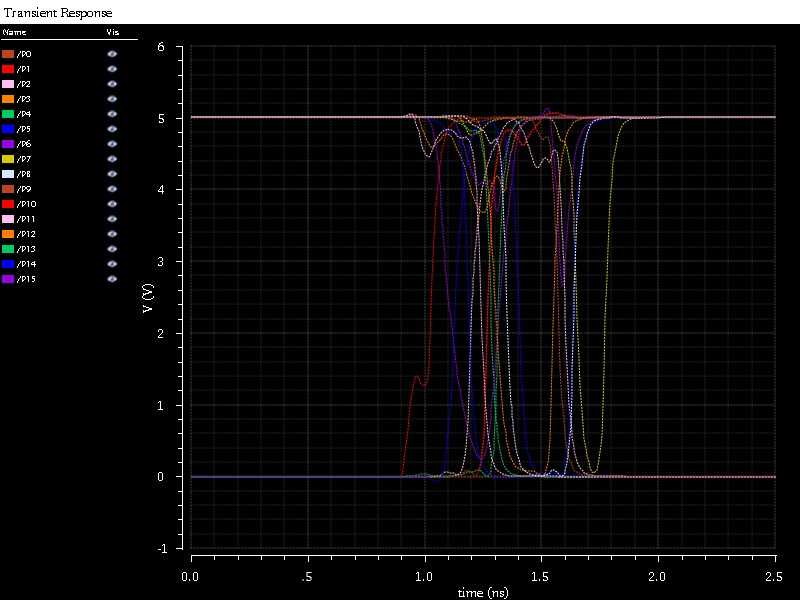 Transient Response
Name Vis
/P0
/P1
/P2
/P3
/P4
/P5
/P6
/P7
/P8
/P9
/P10
/P11
/P12
/P13
/P14
/P15
6
5
4
3
2
1
0
-1
V (V)
0.0 .5 1.0 1.5 2.0 2.5
time (ns)